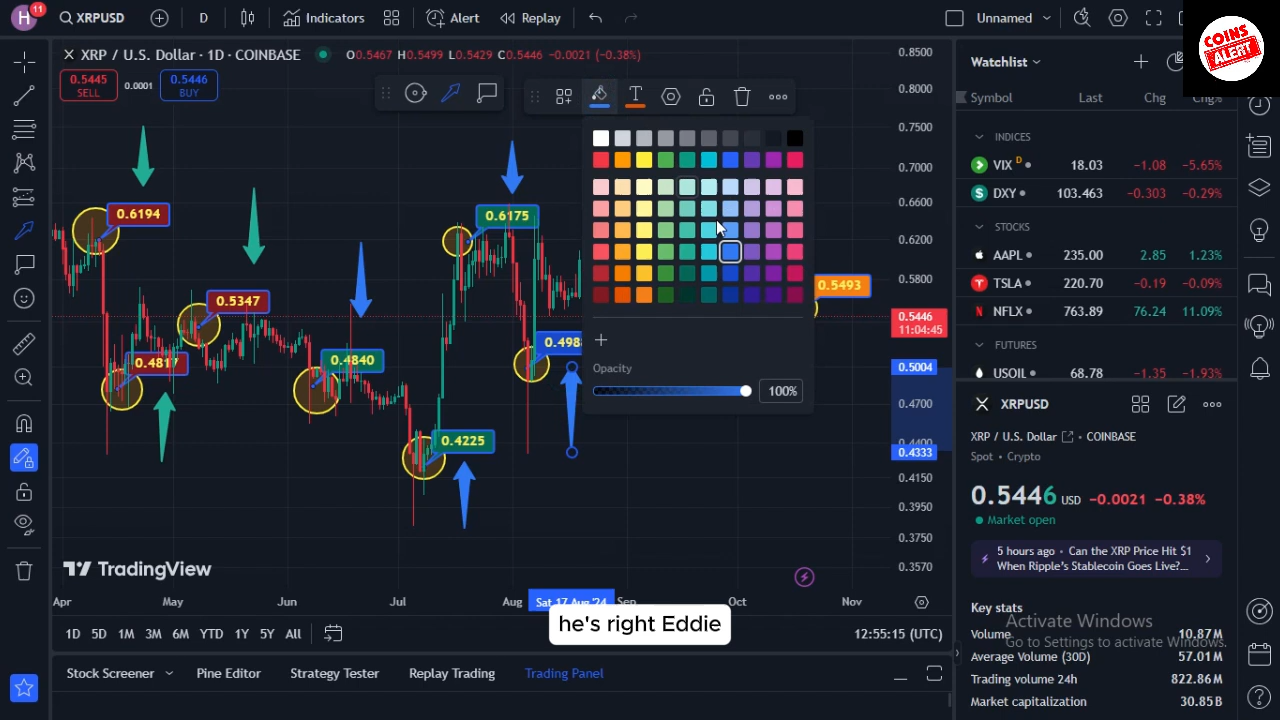 H
11
XRPUSD
D
Indicators
Alert
Replay
Unnamed
COINS
ALERT
XRP / U.S. Dollar · 1D · COINBASE
O0.5467 H0.5499 L0.5429 C0.5446 -0.0021 (-0.38%)
0.5445
SELL
0.0001
0.5446
BUY
T
0.6194
0.5347
0.4817
0.4840
0.6175
0.4225
0.498
0.5493
Opacity
100%
0.8500
0.8000
0.7500
0.7000
0.6600
0.6200
0.5800
0.5446
11:04:45
0.5004
0.4700
0.4400
0.4333
0.4150
0.3950
0.3750
0.3570
TradingView
Apr May Jun Jul Aug Sat 17 Aug '24 Sep Oct Nov
1D 5D 1M 3M 6M YTD 1Y 5Y All
12:55:15 (UTC)
he's right Eddie
Stock Screener Pine Editor Strategy Tester Replay Trading Trading Panel
Watchlist
Symbol Last Chg Chg%
INDICES
VIX D 18.03 -1.08 -5.65%
DXY 103.463 -0.303 -0.29%
STOCKS
AAPL 235.00 2.85 1.23%
TSLA 220.70 -0.19 -0.09%
NFLX 763.89 76.24 11.09%
FUTURES
USOIL 68.78 -1.35 -1.93%
XRPUSD
XRP / U.S. Dollar COINBASE
Spot • Crypto
0.5446 USD -0.0021 -0.38%
Market open
5 hours ago • Can the XRP Price Hit $1
When Ripple's Stablecoin Goes Live?...
Key stats
Volume 10.87M
Average Volume (30D) 57.01M
Trading volume 24h 822.86M
Market capitalization 30.85B
Activate Windows
Go to Settings to activate Windows.